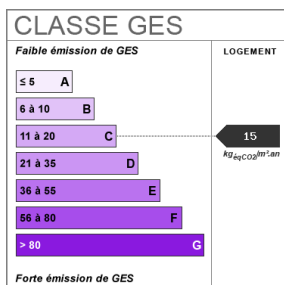 CLASSE GES
Faible émission de GES
LOGEMENT
≤ 5 A
6 à 10 B
11 à 20 C
15
kgéqCO2/m².an
21 à 35 D
36 à 55 E
56 à 80 F
> 80 G
Forte émission de GES